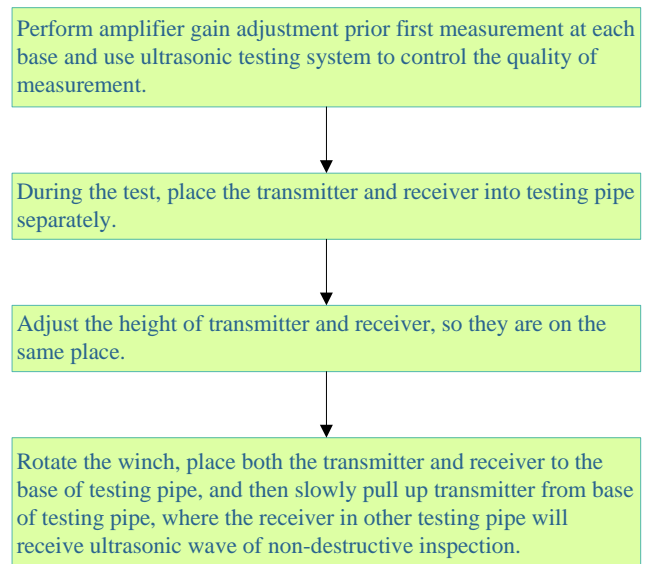 Perform amplifier gain adjustment prior first measurement at each
base and use ultrasonic testing system to control the quality of
measurement.
During the test, place the transmitter and receiver into testing pipe
separately.
Adjust the height of transmitter and receiver, so they are on the
same place.
Rotate the winch, place both the transmitter and receiver to the
base of testing pipe, and then slowly pull up transmitter from base
of testing pipe, where the receiver in other testing pipe will
receive ultrasonic wave of non-destructive inspection.